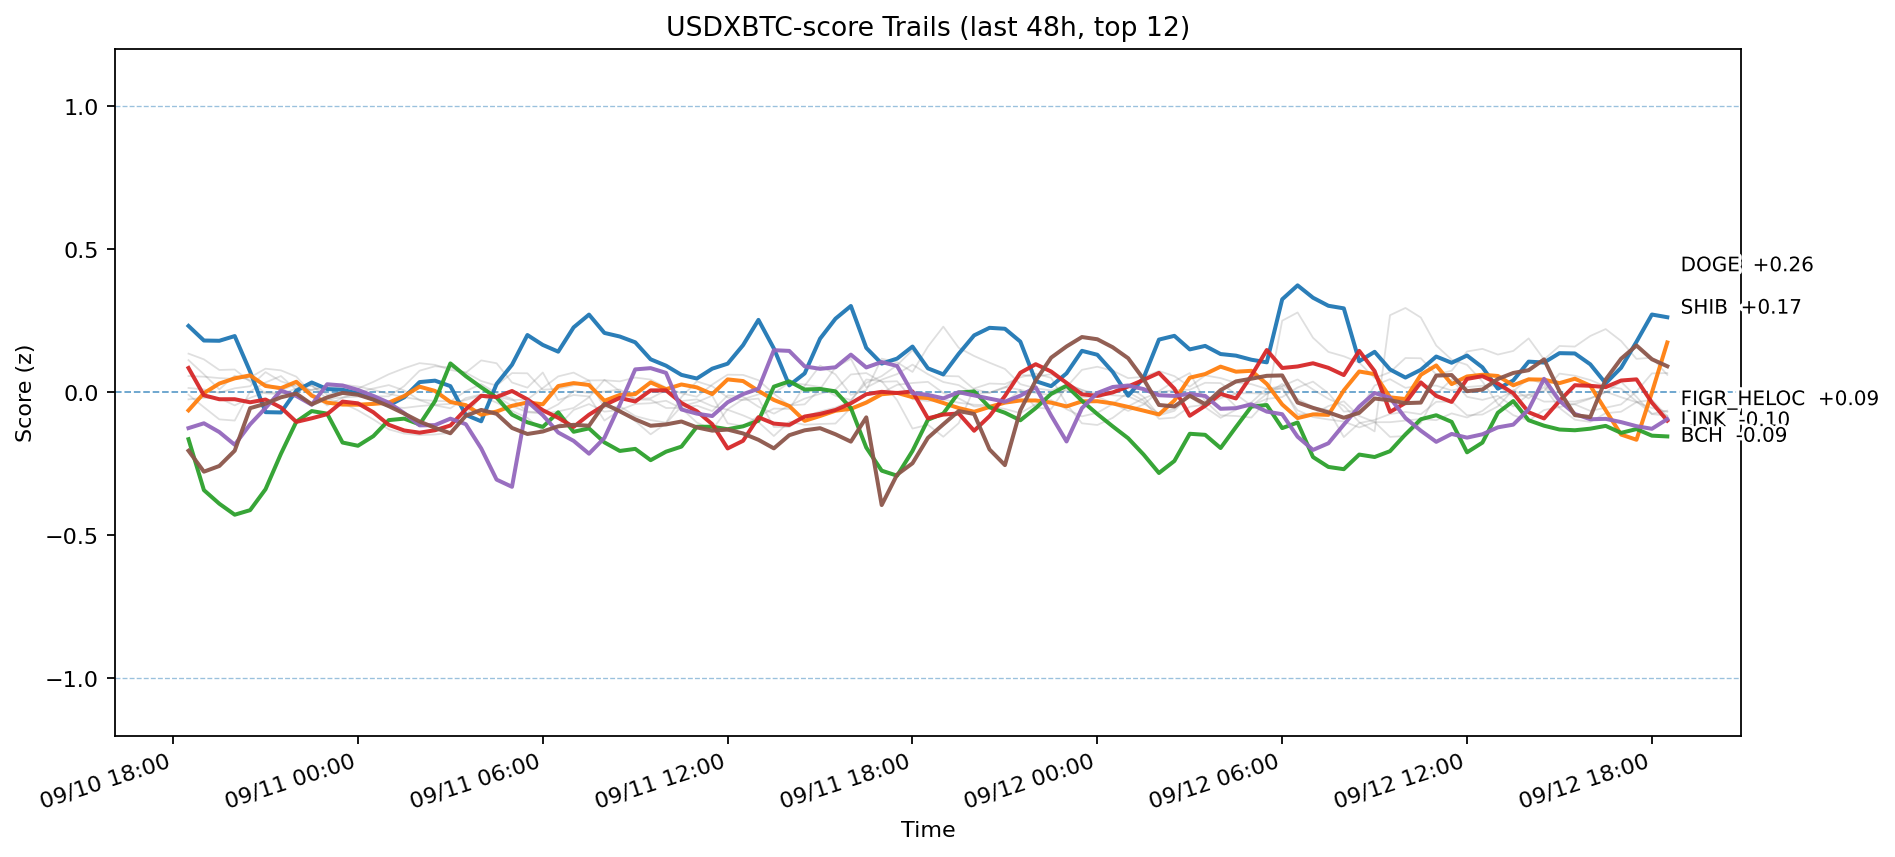 USDXBTC-score Trails (last 48h, top 12)
Score (z)
1.0
0.5
0.0
−0.5
−1.0
DOGE +0.26
SHIB +0.17
FIGR_HELOC +0.09
LINK -0.10
BCH -0.09
09/10 18:00
09/11 00:00
09/11 06:00
09/11 12:00
09/11 18:00
09/12 00:00
09/12 06:00
09/12 12:00
09/12 18:00
Time